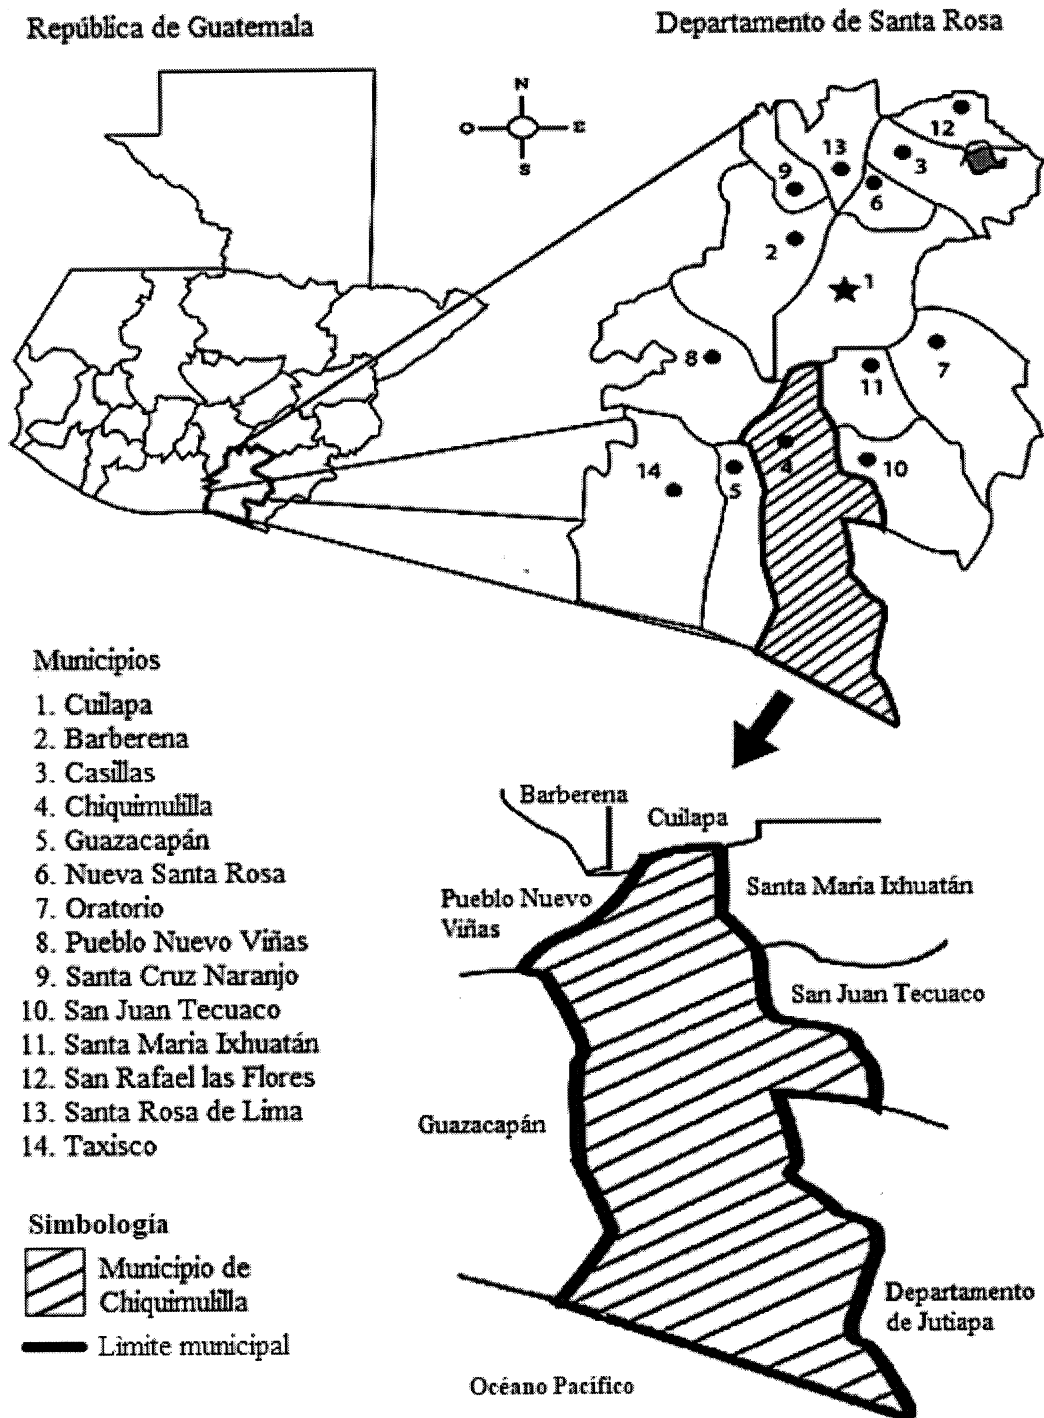 República de Guatemala
Departamento de Santa Rosa
N
O
E
S
12
13
3
9
6
2
1
8
7
11
4
14
5
10
Municipios
1. Cuilapa
2. Barberena
3. Casillas
4. Chiquimulilla
5. Guazacapán
6. Nueva Santa Rosa
7. Oratorio
8. Pueblo Nuevo Viñas
9. Santa Cruz Naranjo
10. San Juan Tecuaco
11. Santa Maria Ixhuatán
12. San Rafael las Flores
13. Santa Rosa de Lima
14. Taxisco
Barberena
Cuilapa
Pueblo Nuevo
Viñas
Santa María Ixhuatán
San Juan Tecuaco
Guazacapán
Departamento
de Jutiapa
Océano Pacífico
Simbología
Municipio de
Chiquimulilla
Límite municipal